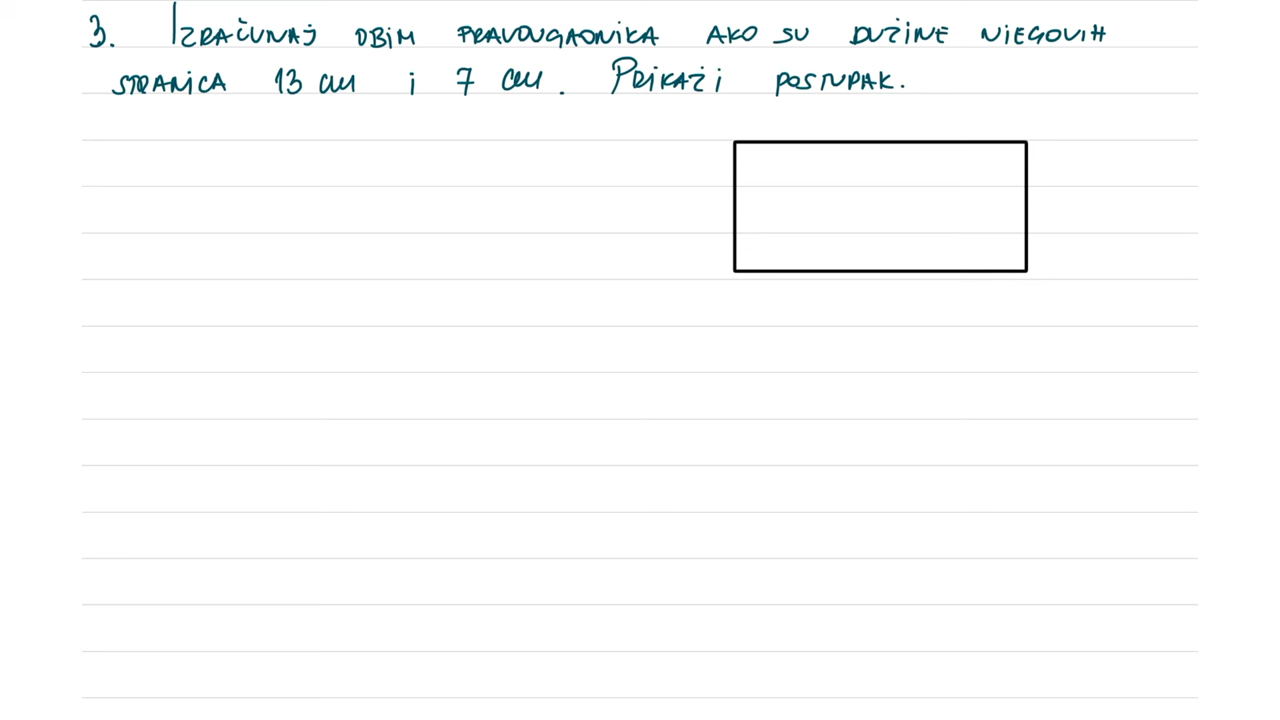 3. IZRAČUNAJ OBIM PRAVOUGAONIKA AKO SU DUŽINE NJEGOVIH
STRANICA 13 cm i 7 cm. PRIKAŽI POSTUPAK.